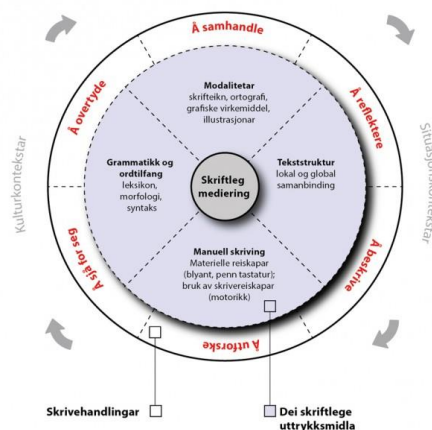 Å samhandle
Å overtyde
Å reflektere
Kulturkontekstar
Situasjonskontekstar
Modalitetar
skrifteikn, ortografi,
grafiske virkemiddel,
illustrasjonar
Grammatikk og
ordtilfang
leksikon,
morfologi,
syntaks
Skriftleg
mediering
Tekststruktur
lokal og global
samanbinding
Manuell skriving
Materielle reiskapar
(blyant, penn tastatur);
bruk av skrivereiskapar
(motorikk)
Å sjå for seg
Å beskrive
Å utforske
Skrivehandlingar
Dei skriftlege
uttrykksmidla